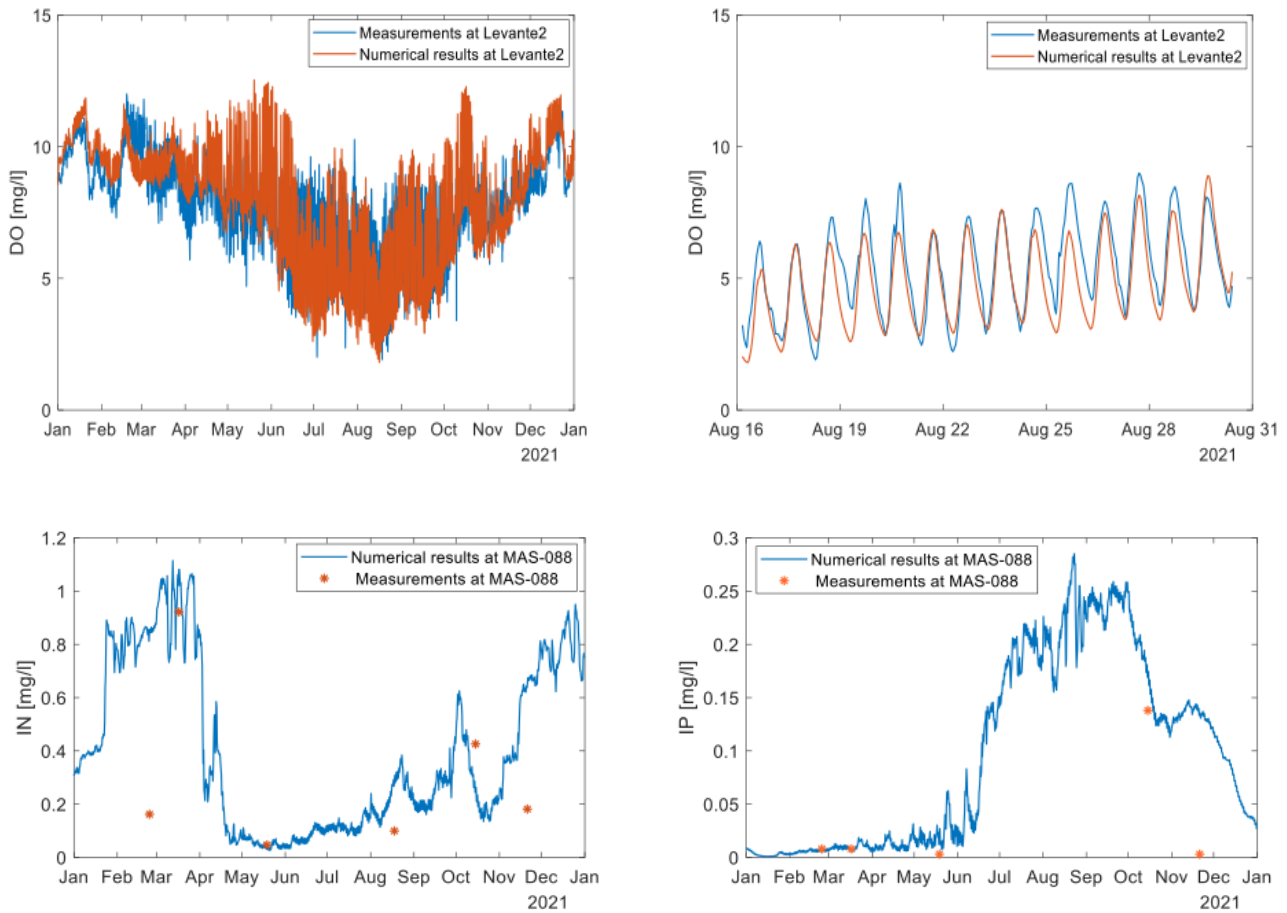 15
10
5
0
DO [mg/l]
Measurements at Levante2
Numerical results at Levante2
Jan Feb Mar Apr May Jun Jul Aug Sep Oct Nov Dec Jan
2021
15
10
5
0
DO [mg/l]
Measurements at Levante2
Numerical results at Levante2
Aug 16 Aug 19 Aug 22 Aug 25 Aug 28 Aug 31
2021
1.2
1
0.8
0.6
0.4
0.2
0
IN [mg/l]
Numerical results at MAS-088
Measurements at MAS-088
Jan Feb Mar Apr May Jun Jul Aug Sep Oct Nov Dec Jan
2021
0.3
0.25
0.2
0.15
0.1
0.05
0
IP [mg/l]
Numerical results at MAS-088
Measurements at MAS-088
Jan Feb Mar Apr May Jun Jul Aug Sep Oct Nov Dec Jan
2021